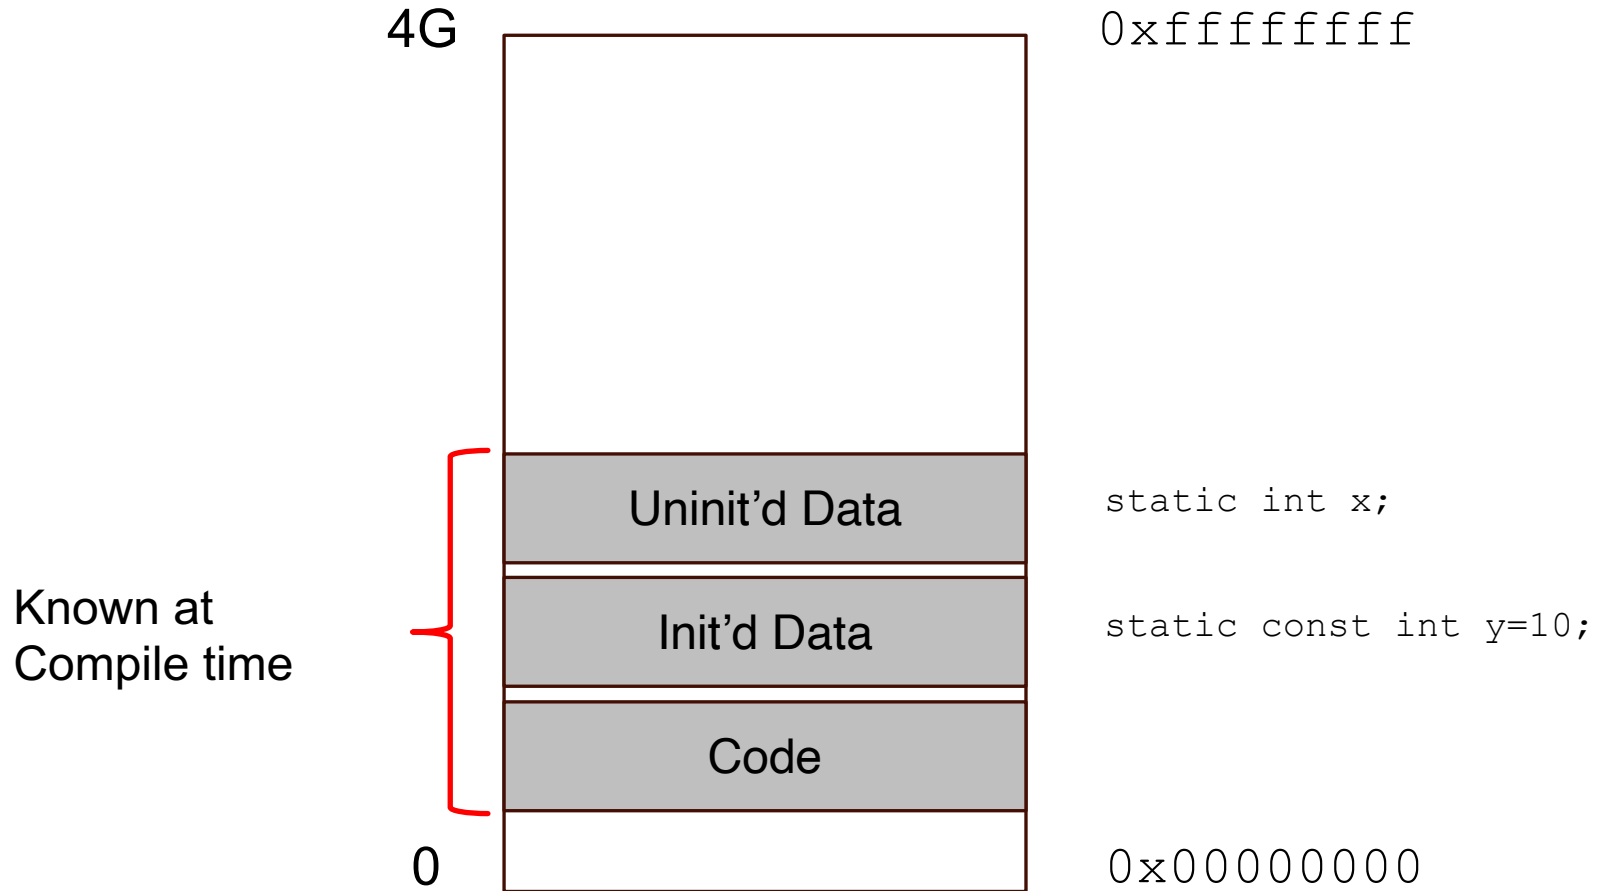 4G
0xffffffff
Uninit’d Data
static int x;
Known at
Compile time
Init’d Data
static const int y=10;
Code
0
0x00000000